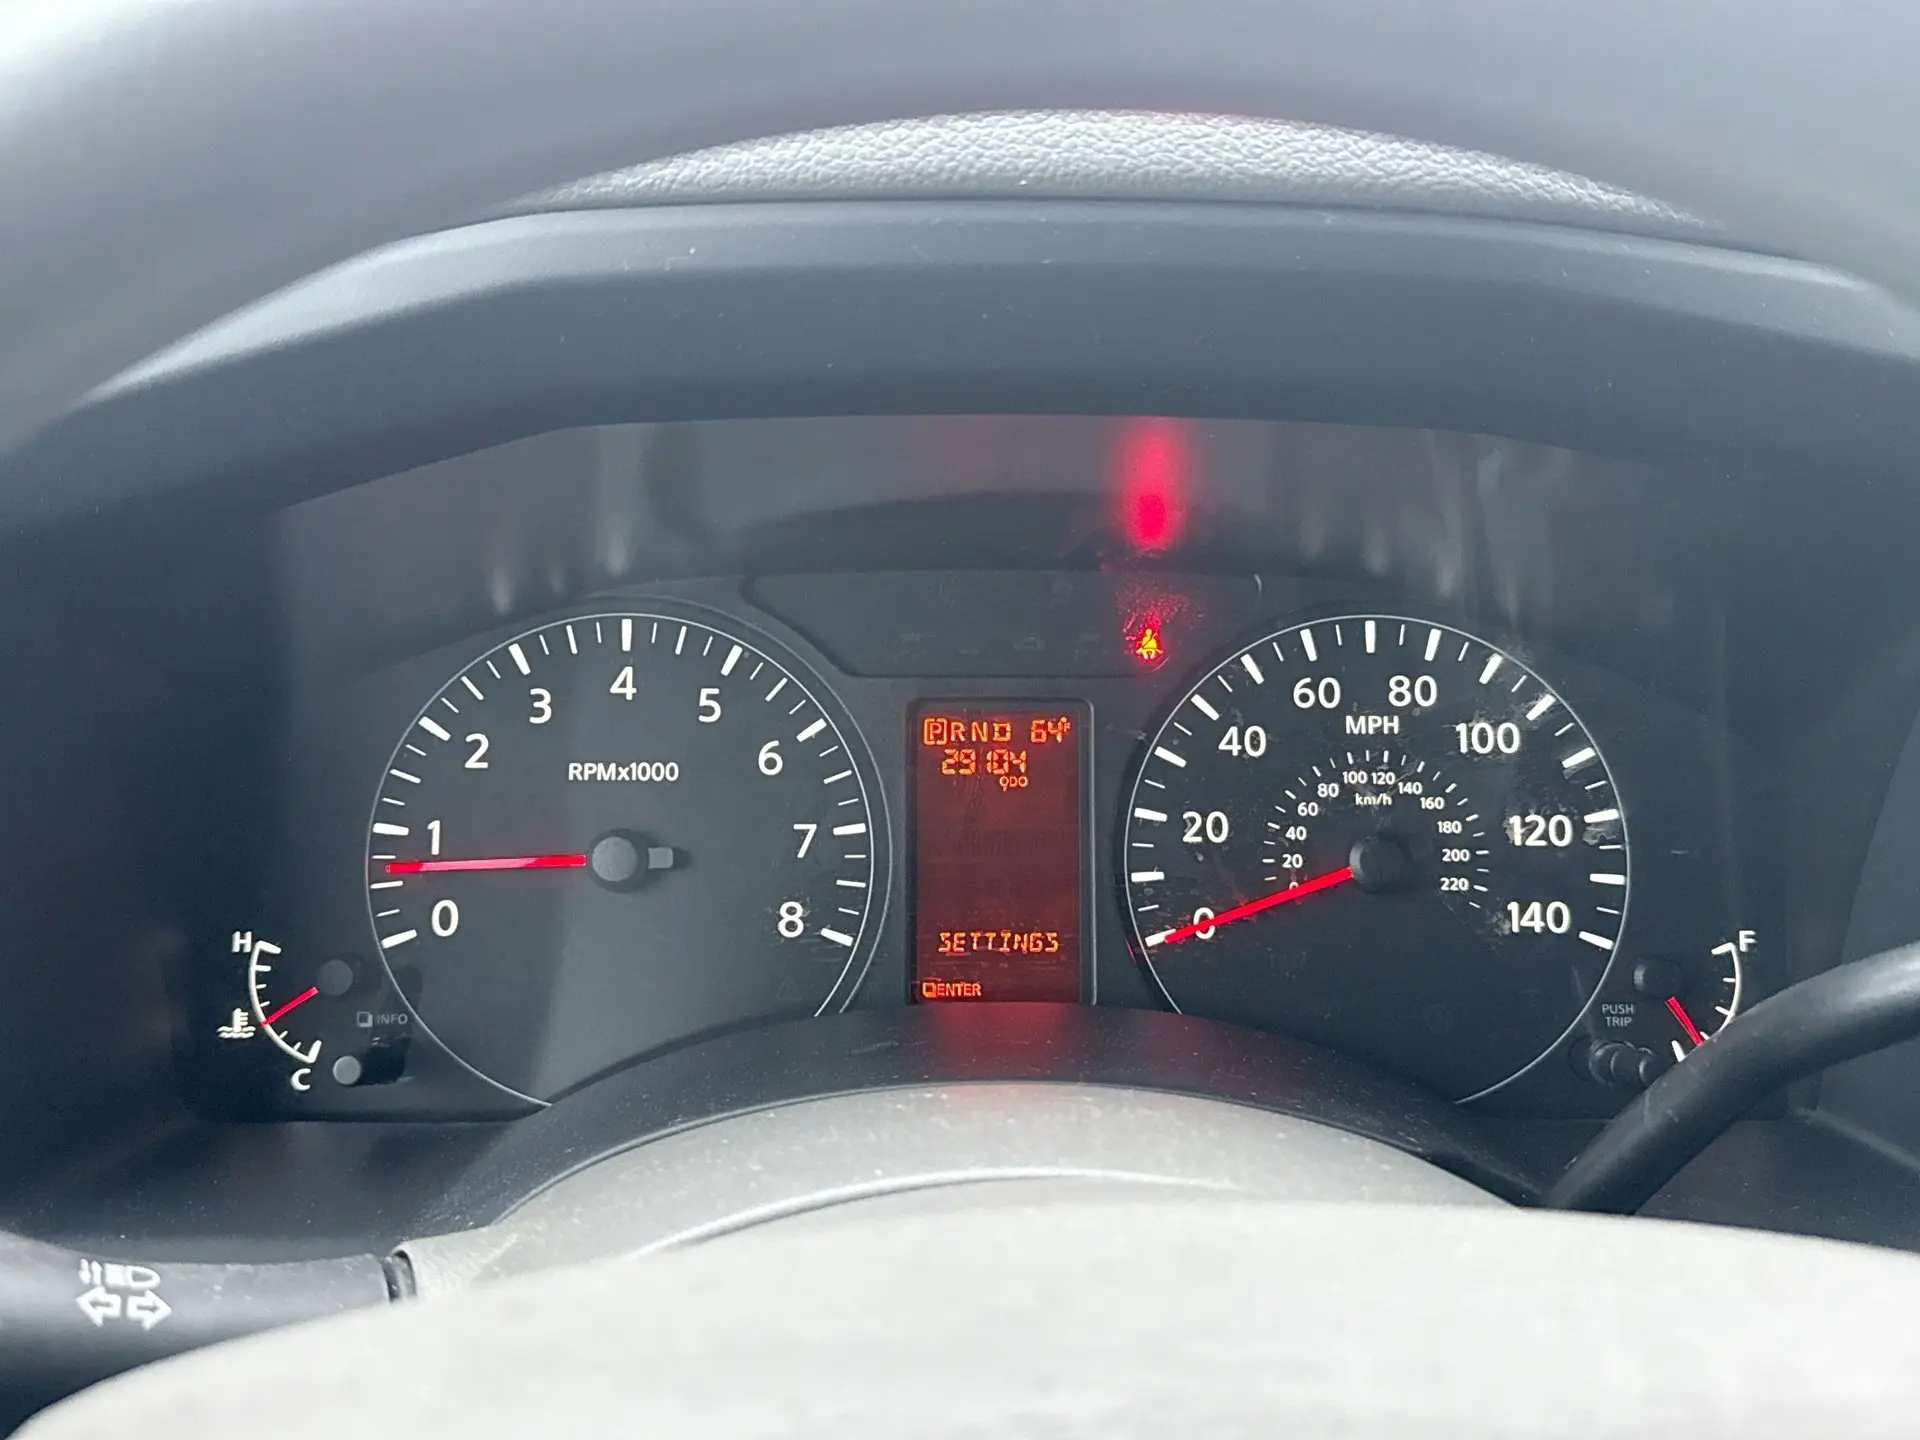 0 1 2 3 4 5 6 7 8
RPMx1000
H
C
INFO
P R N D 64°F
29104
ODO
SETTINGS
ENTER
0 20 40 60 80 100 120 140
MPH
0 20 40 60 80 100 120 140 160 180 200 220
km/h
F
PUSH
TRIP